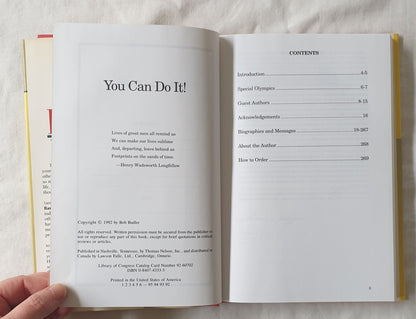 You Can Do It!
Lives of great men all remind us
We can make our lives sublime
And, departing, leave behind us
Footprints on the sands of time
—Henry Wadsworth Longfellow
Copyright © 1992 by Bob Butler
All rights reserved. Written permission must be secured from the publisher to
use or reproduce any part of this book, except for brief quotations in critical
reviews or articles.
Published in Nashville, Tennessee, by Thomas Nelson, Inc., and distributed in
Canada by Lawson Falle, Ltd., Cambridge, Ontario.
Library of Congress Catalog Card Number 92-60702
ISBN 0-8407-6333-3
Printed in the United States of America
1 2 3 4 5 6 – 95 94 93 92
CONTENTS
Introduction 4-5
Special Olympics 6-7
Guest Authors 8-15
Acknowledgements 16
Biographies and Messages 18-267
About the Author 268
How to Order 269